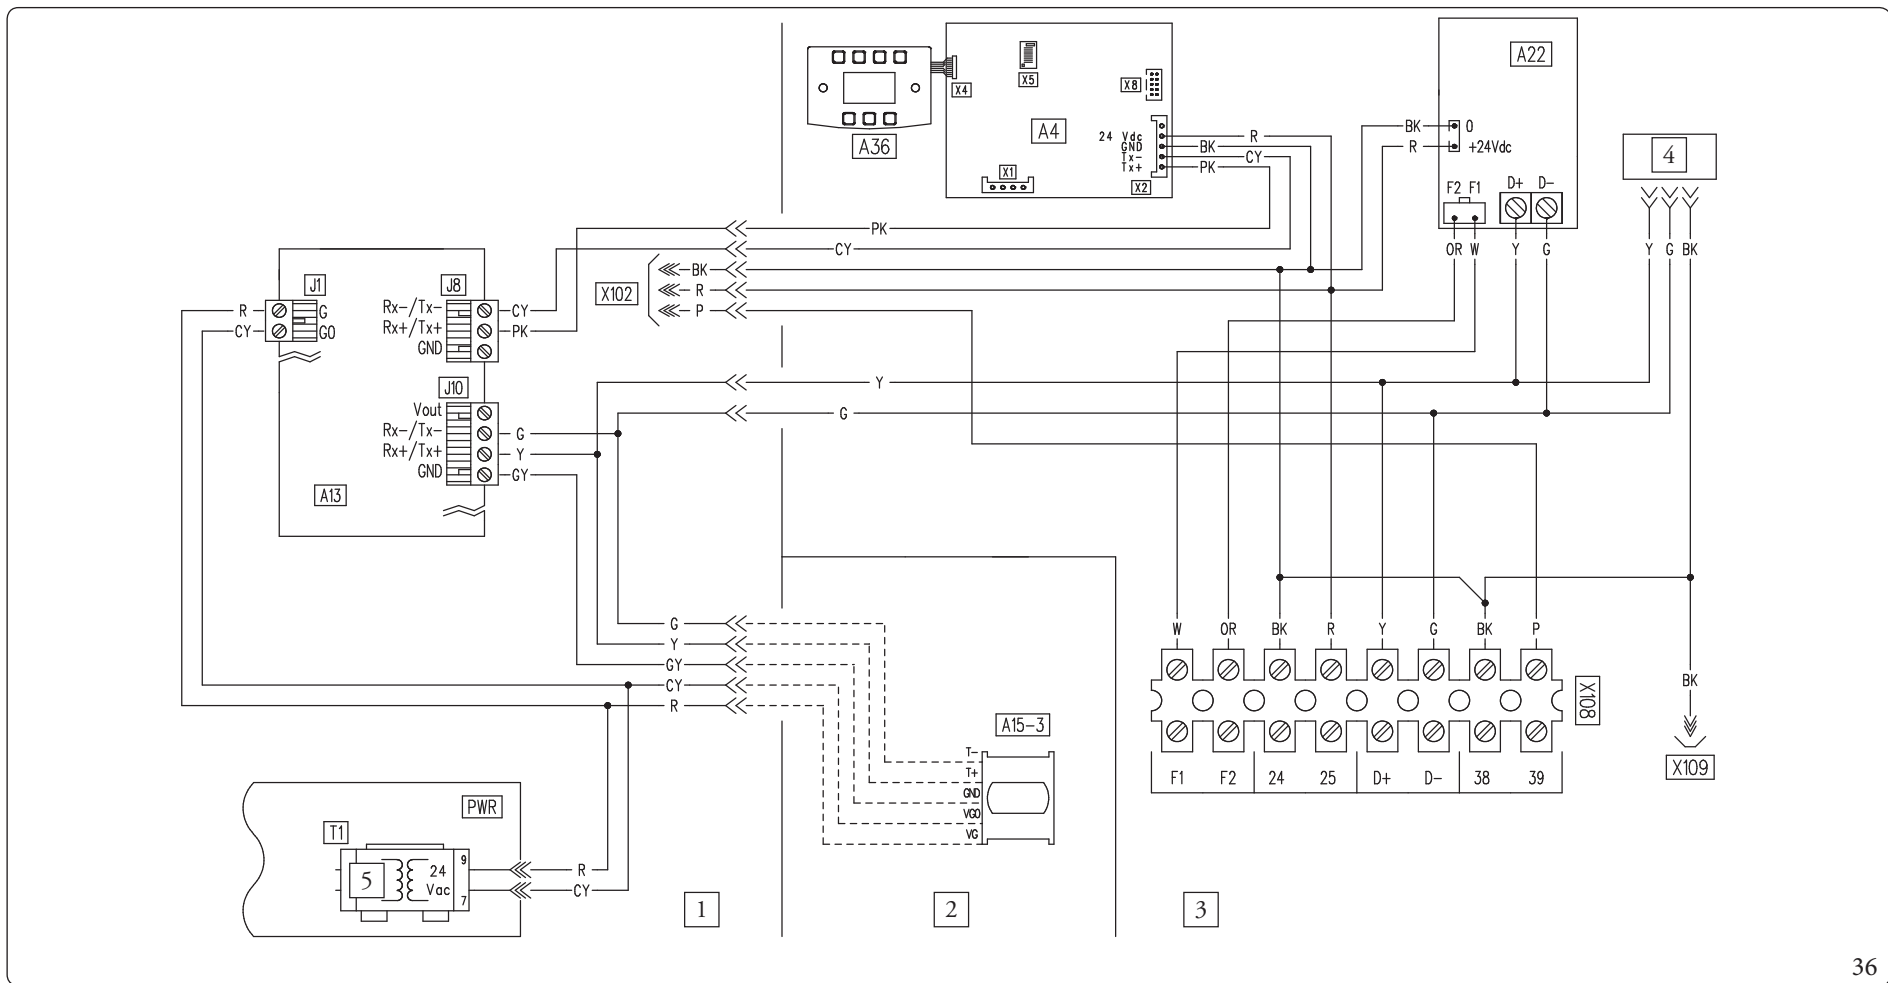 A22
A36
X4
X5
X8
A4
24 Vdc
GND
Tx-
Tx+
X1
X2
R
BK
CY
PK
BK
R
0
+24Vdc
F2 F1
D+ D-
OR W Y G
4
Y G BK
PK
CY
X102
BK
R
P
J1
R
CY
G
G0
J8
Rx-/Tx-
Rx+/Tx+
GND
CY
PK
J10
Vout
Rx-/Tx-
Rx+/Tx+
GND
G
Y
GY
A13
Y
G
G
Y
GY
CY
R
A15-3
T-
T+
GND
VG0
VG
W OR BK R Y G BK P
X108
F1 F2 24 25 D+ D- 38 39
BK
X109
PWR
T1
5
24
Vac
9
7
R
CY
1
2
3
36